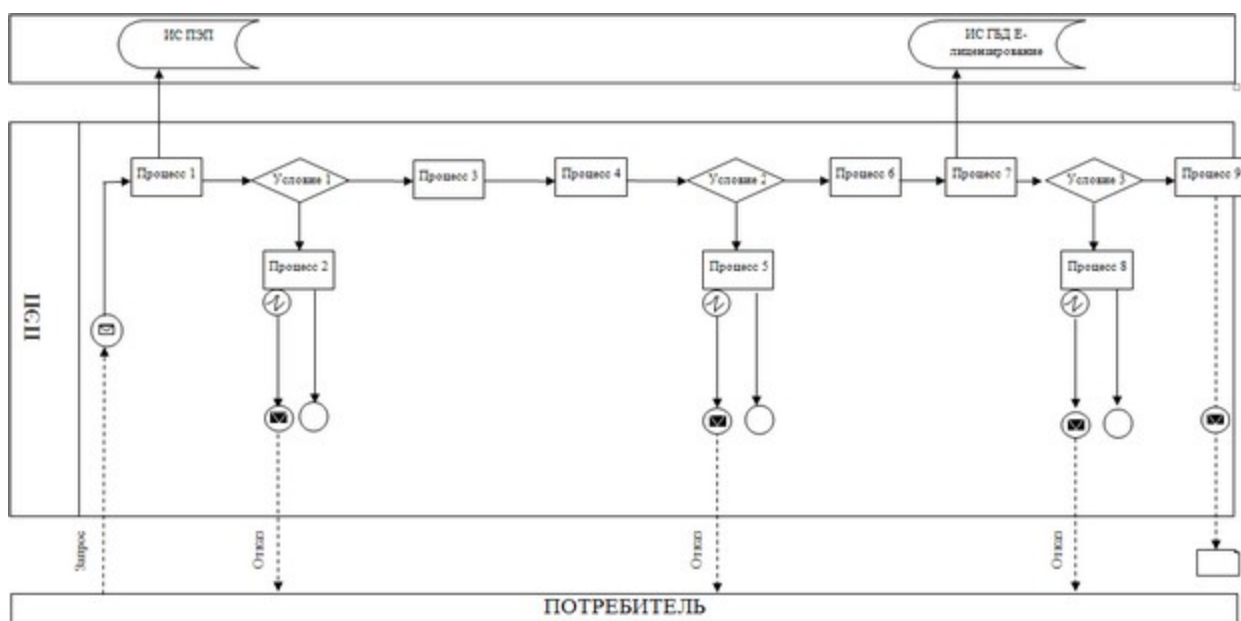 ИС ПЭП
ИС ГБД Е-
лицензирование
Процесс 1
Условие 1
Процесс 3
Процесс 4
Условие 2
Процесс 6
Процесс 7
Условие 3
Процесс 9
Процесс 2
Процесс 5
Процесс 8
ПЭП
Запрос
Отказ
Отказ
Отказ
ПОТРЕБИТЕЛЬ